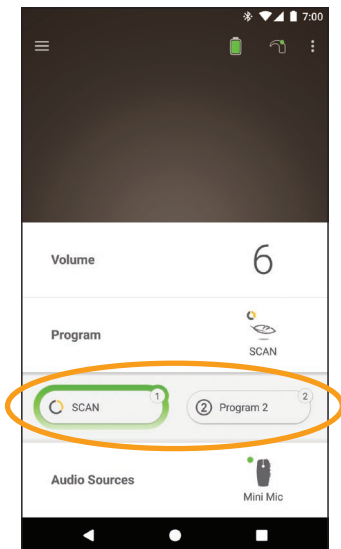 7:00
Volume 6
Program
SCAN
SCAN 1 2 Program 2 2
Audio Sources
Mini Mic